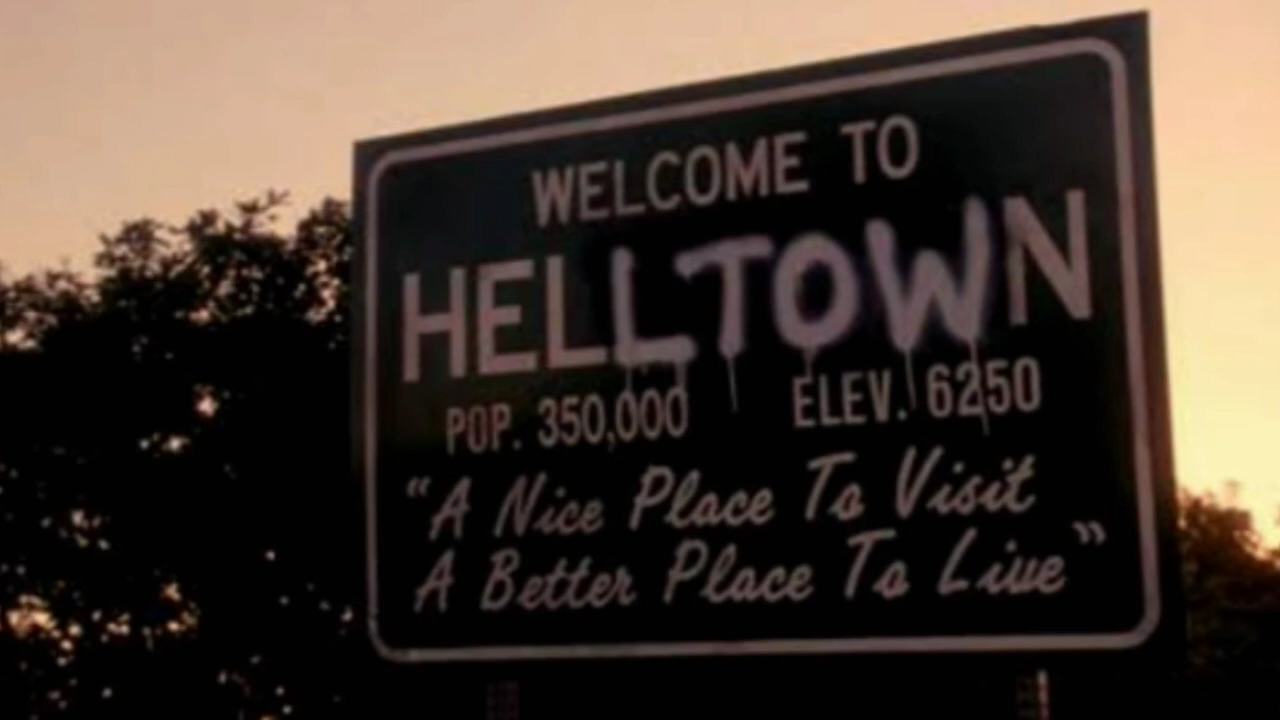 WELCOME TO
HELLTOWN
POP. 350,000 ELEV. 6250
"A Nice Place To Visit
A Better Place To Live"